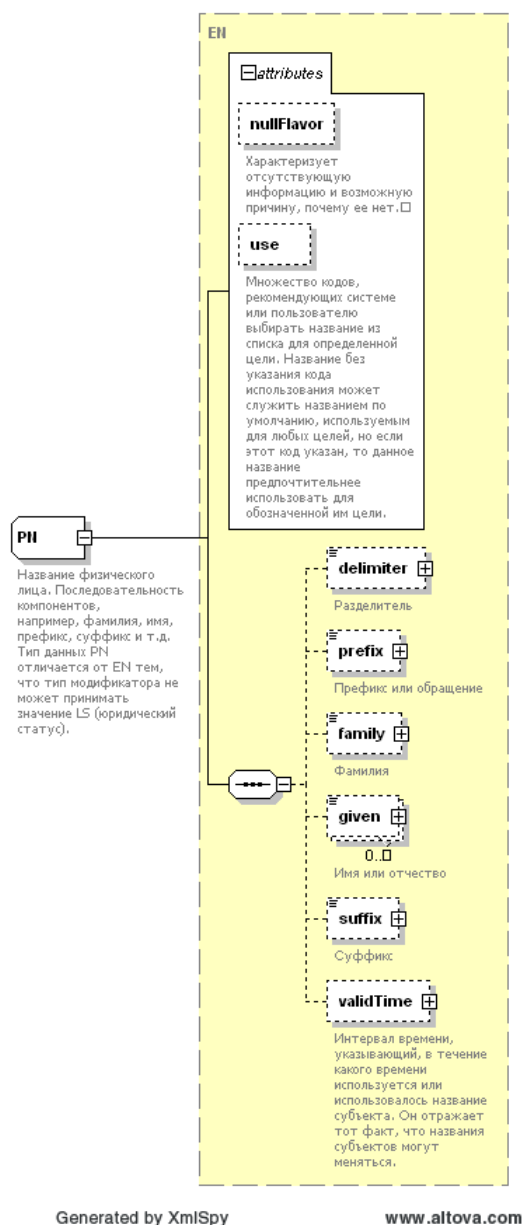 EN
attributes
nullFlavor
Характеризует
отсутствующую
информацию и возможную
причину, почему ее нет.□
use
Множество кодов,
рекомендующих системе
или пользователю
выбирать название из
списка для определенной
цели. Название без
указания кода
использования может
служить названием по
умолчанию, используемым
для любых целей, но если
этот код указан, то данное
название
предпочтительнее
использовать для
обозначенной им цели.
PN
Название физического
лица. Последовательность
компонентов,
например, фамилия, имя,
префикс, суффикс и т.д.
Тип данных PN
отличается от EN тем,
что тип модификатора не
может принимать
значение LS (юридический
статус).
delimiter
Разделитель
prefix
Префикс или обращение
family
Фамилия
given
0..□
Имя или отчество
suffix
Суффикс
validTime
Интервал времени,
указывающий, в течение
какого времени
используется или
использовалось название
субъекта. Он отражает
тот факт, что названия
субъектов могут
меняться.
Generated by XmlSpy
www.altova.com